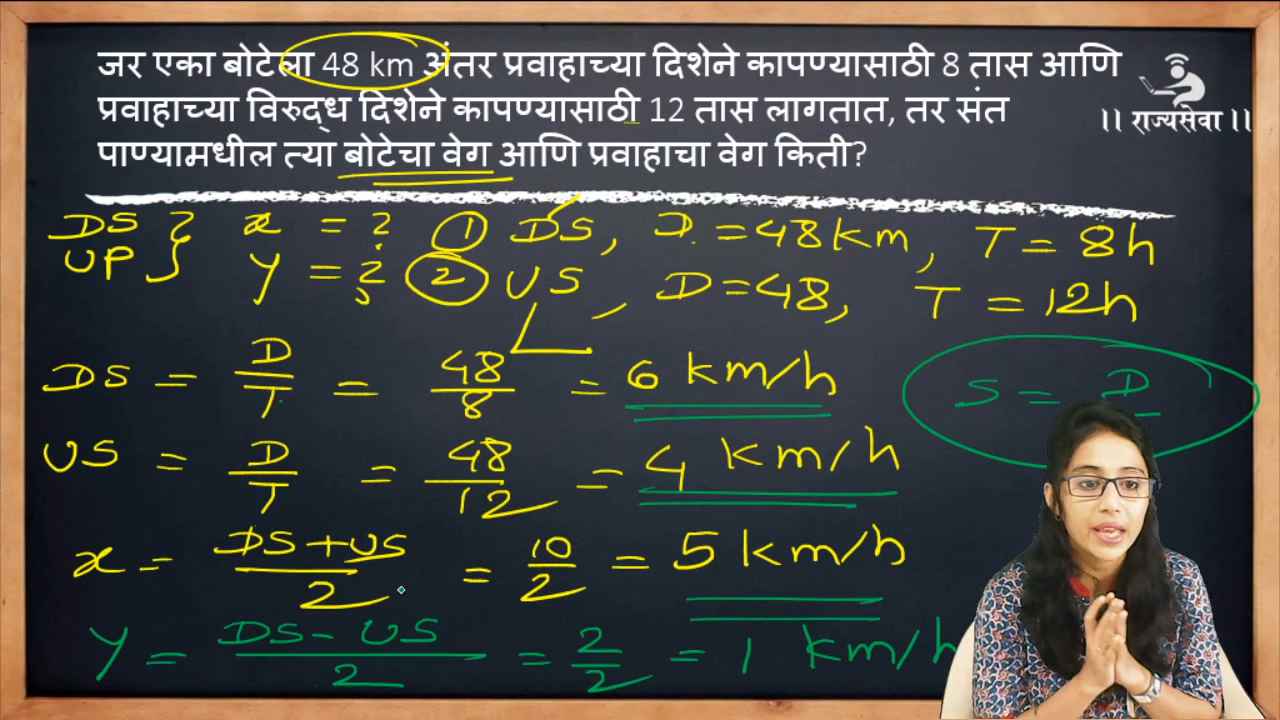 जर एका बोटेला 48 km अंतर प्रवाहाच्या दिशेने कापण्यासाठी 8 तास आणि
प्रवाहाच्या विरुद्ध दिशेने कापण्यासाठी 12 तास लागतात, तर संत
पाण्यामधील त्या बोटेचा वेग आणि प्रवाहाचा वेग किती?
।। राज्यसेवा ।।
DS } x = ? ① DS, D = 48 km, T = 8h
UP } y = ? ② US, D = 48, T = 12h
DS = D/T = 48/8 = 6 km/h
S = D
US = D/T = 48/12 = 4 km/h
x = DS + US/2 = 10/2 = 5 km/h
y = DS - US/2 = 2/2 = 1 km/h